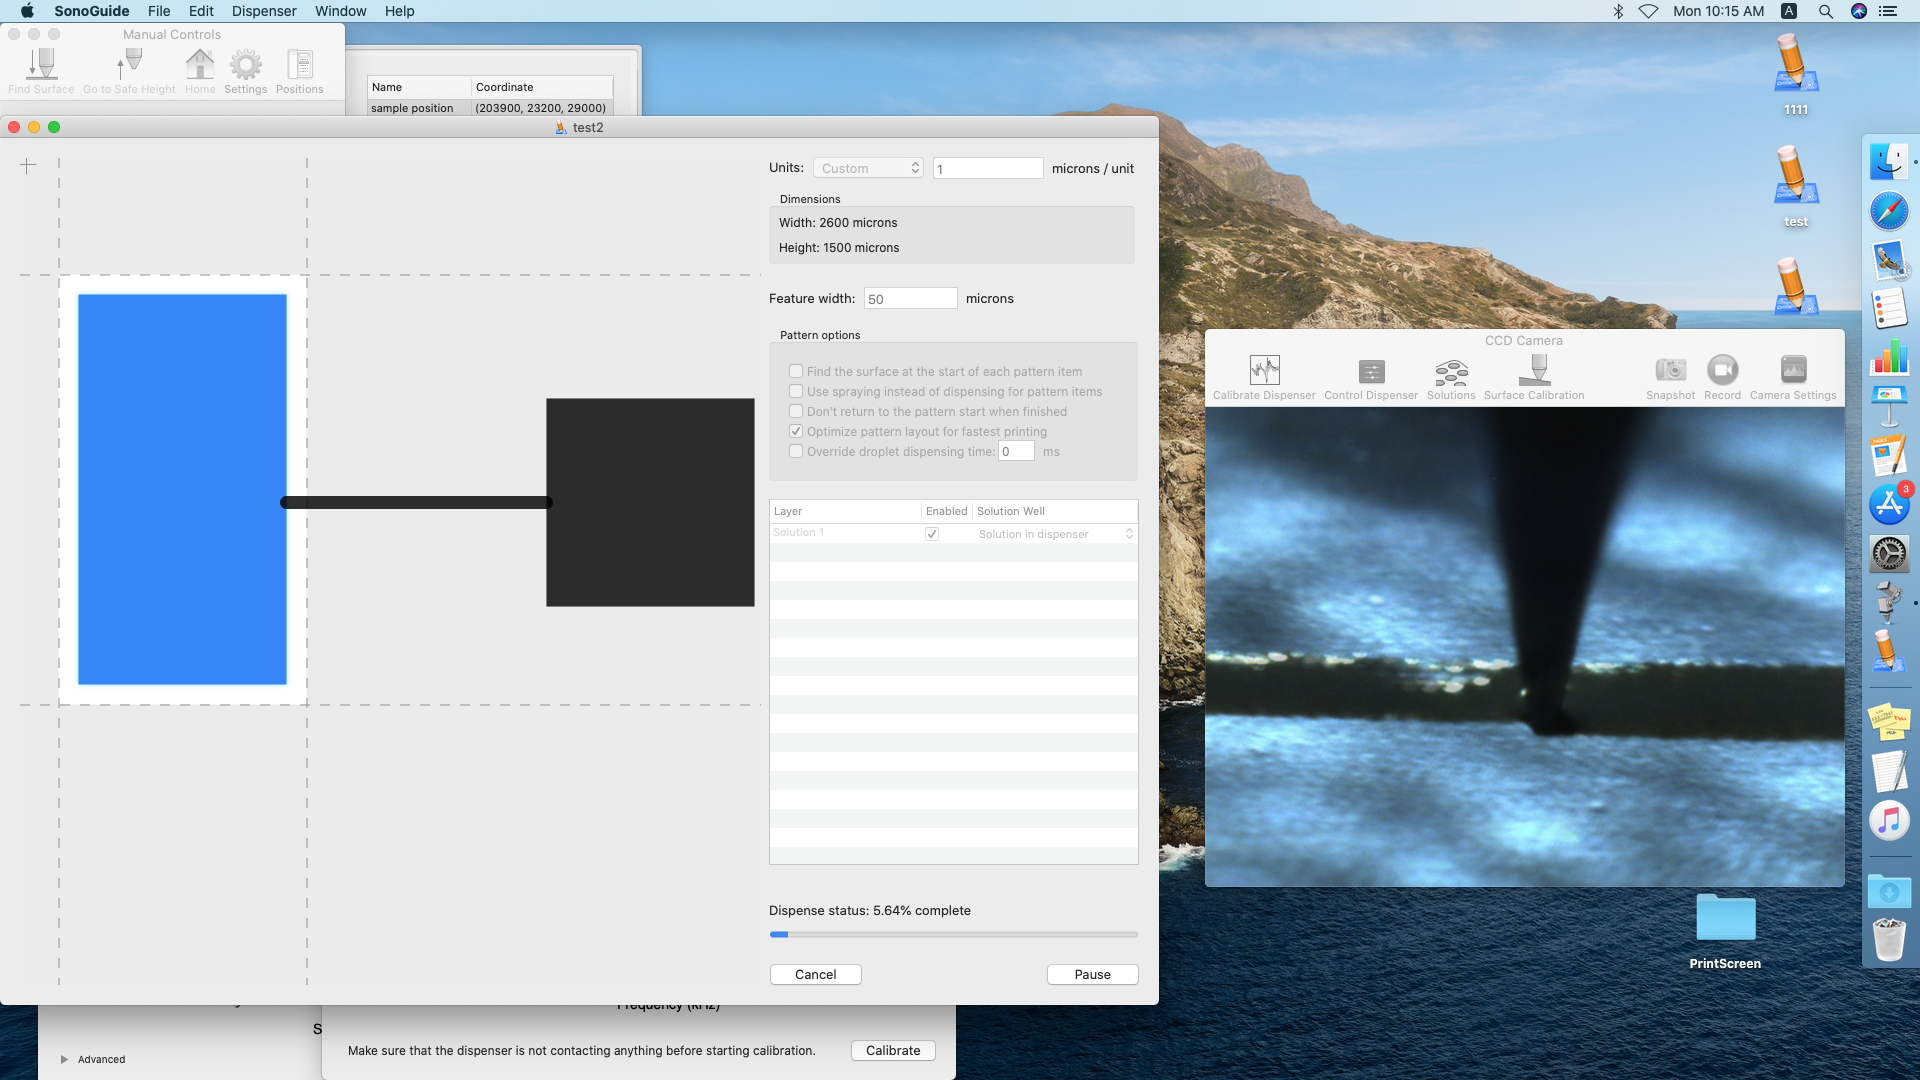 SonoGuide File Edit Dispenser Window Help
Mon 10:15 AM A
Manual Controls
Find Surface Go to Safe Height Home Settings Positions
Name Coordinate
sample position (203900, 23200, 29000)
test2
Units: Custom 1 microns / unit
Dimensions
Width: 2600 microns
Height: 1500 microns
Feature width: 50 microns
Pattern options
Find the surface at the start of each pattern item
Use spraying instead of dispensing for pattern items
Don't return to the pattern start when finished
Optimize pattern layout for fastest printing
Override droplet dispensing time: 0 ms
Layer Enabled Solution Well
Solution 1 Solution in dispenser
Dispense status: 5.64% complete
Cancel Pause
Frequency (kHz)
S
Make sure that the dispenser is not contacting anything before starting calibration.
Calibrate
Advanced
1111
test
CCD Camera
Calibrate Dispenser Control Dispenser Solutions Surface Calibration Snapshot Record Camera Settings
3
PrintScreen